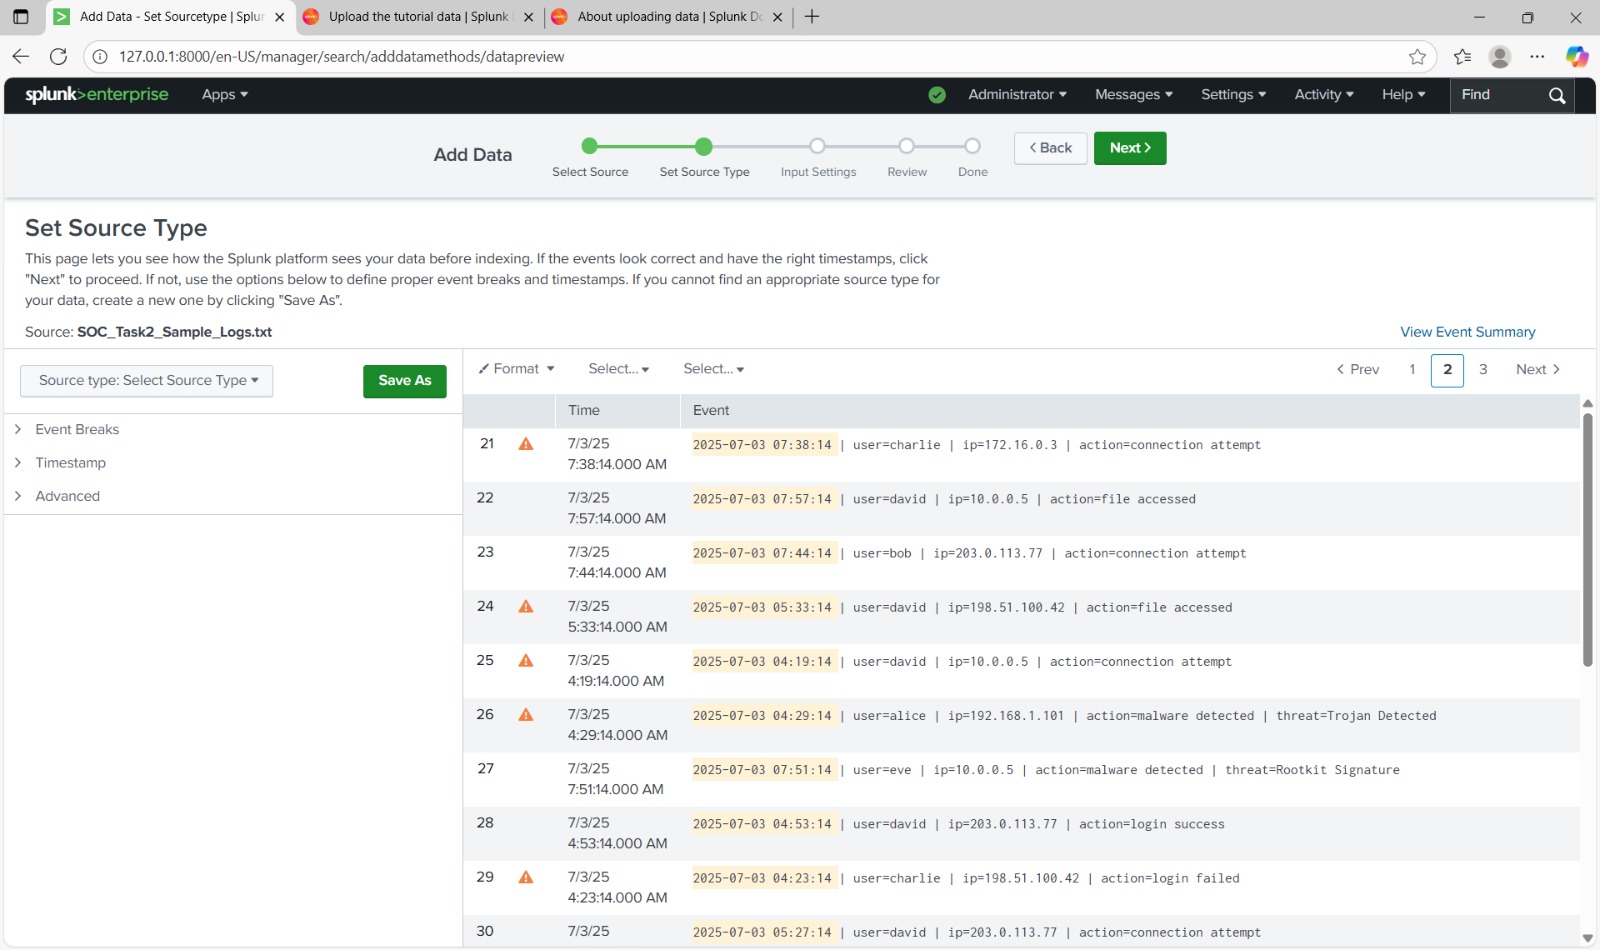 Add Data - Set Sourcetype | Splun
Upload the tutorial data | Splunk
About uploading data | Splunk Do
127.0.0.1:8000/en-US/manager/search/adddatamethods/datapreview
splunk>enterprise Apps Administrator Messages Settings Activity Help Find
Add Data
Select Source Set Source Type Input Settings Review Done
Back Next
Set Source Type
This page lets you see how the Splunk platform sees your data before indexing. If the events look correct and have the right timestamps, click
"Next" to proceed. If not, use the options below to define proper event breaks and timestamps. If you cannot find an appropriate source type for
your data, create a new one by clicking "Save As".
Source: SOC_Task2_Sample_Logs.txt
View Event Summary
Source type: Select Source Type Save As
Event Breaks
Timestamp
Advanced
Format Select... Select... Prev 1 2 3 Next
Time Event
21 7/3/25 2025-07-03 07:38:14 | user=charlie | ip=172.16.0.3 | action=connection attempt
7:38:14.000 AM
22 7/3/25 2025-07-03 07:57:14 | user=david | ip=10.0.0.5 | action=file accessed
7:57:14.000 AM
23 7/3/25 2025-07-03 07:44:14 | user=bob | ip=203.0.113.77 | action=connection attempt
7:44:14.000 AM
24 7/3/25 2025-07-03 05:33:14 | user=david | ip=198.51.100.42 | action=file accessed
5:33:14.000 AM
25 7/3/25 2025-07-03 04:19:14 | user=david | ip=10.0.0.5 | action=connection attempt
4:19:14.000 AM
26 7/3/25 2025-07-03 04:29:14 | user=alice | ip=192.168.1.101 | action=malware detected | threat=Trojan Detected
4:29:14.000 AM
27 7/3/25 2025-07-03 07:51:14 | user=eve | ip=10.0.0.5 | action=malware detected | threat=Rootkit Signature
7:51:14.000 AM
28 7/3/25 2025-07-03 04:53:14 | user=david | ip=203.0.113.77 | action=login success
4:53:14.000 AM
29 7/3/25 2025-07-03 04:23:14 | user=charlie | ip=198.51.100.42 | action=login failed
4:23:14.000 AM
30 7/3/25 2025-07-03 05:27:14 | user=david | ip=203.0.113.77 | action=connection attempt